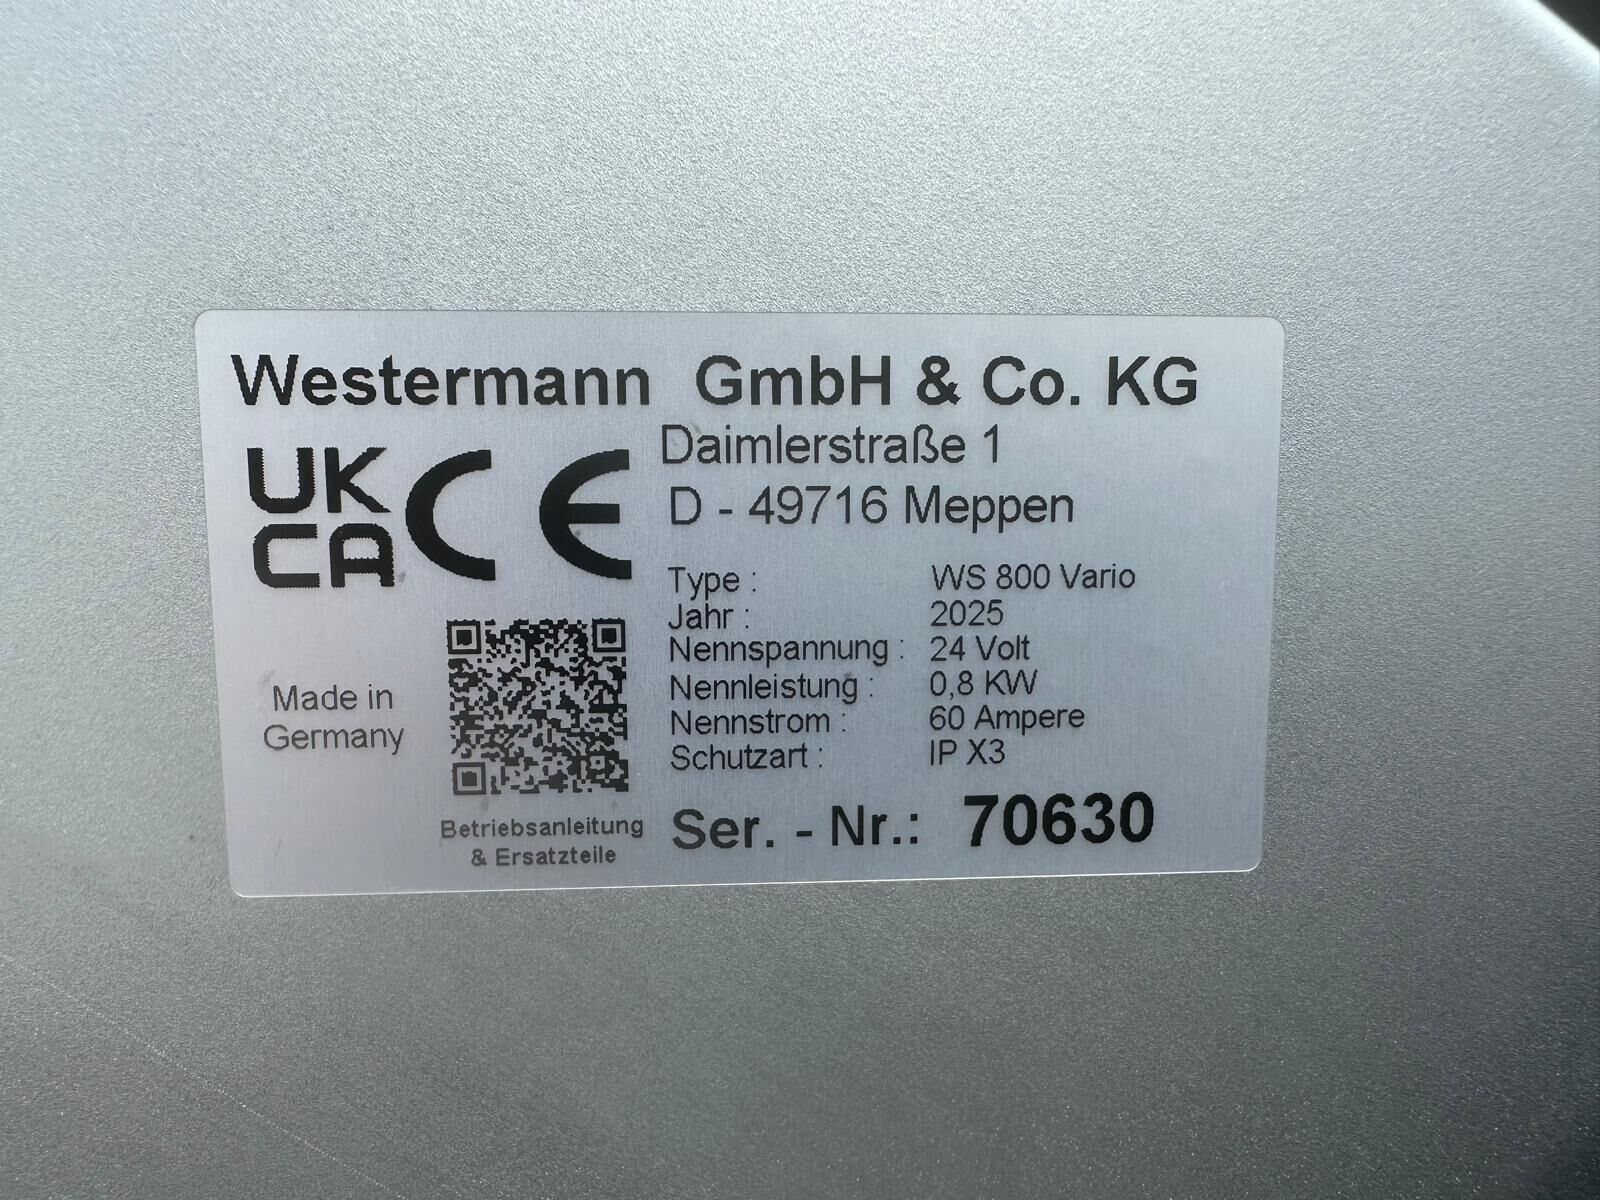 Westermann GmbH & Co. KG
Daimlerstraße 1
D - 49716 Meppen
UK
CA
CE
Type : WS 800 Vario
Jahr : 2025
Nennspannung : 24 Volt
Nennleistung : 0,8 KW
Nennstrom : 60 Ampere
Schutzart : IP X3
Made in
Germany
Betriebsanleitung
& Ersatzteile
Ser. - Nr.: 70630